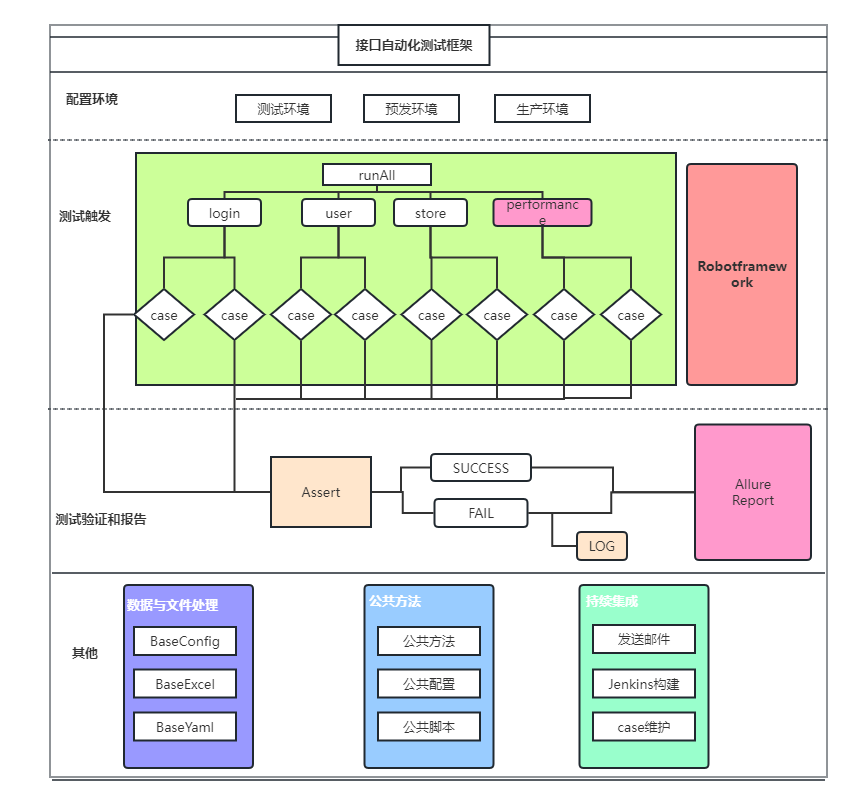 接口自动化测试框架
配置环境
测试环境
预发环境
生产环境
测试触发
runAll
login
user
store
performanc
e
case
case
case
case
case
case
case
case
Robotframew
ork
测试验证和报告
Assert
SUCCESS
FAIL
LOG
Allure
Report
其他
数据与文件处理
BaseConfig
BaseExcel
BaseYaml
公共方法
公共方法
公共配置
公共脚本
持续集成
发送邮件
Jenkins构建
case维护